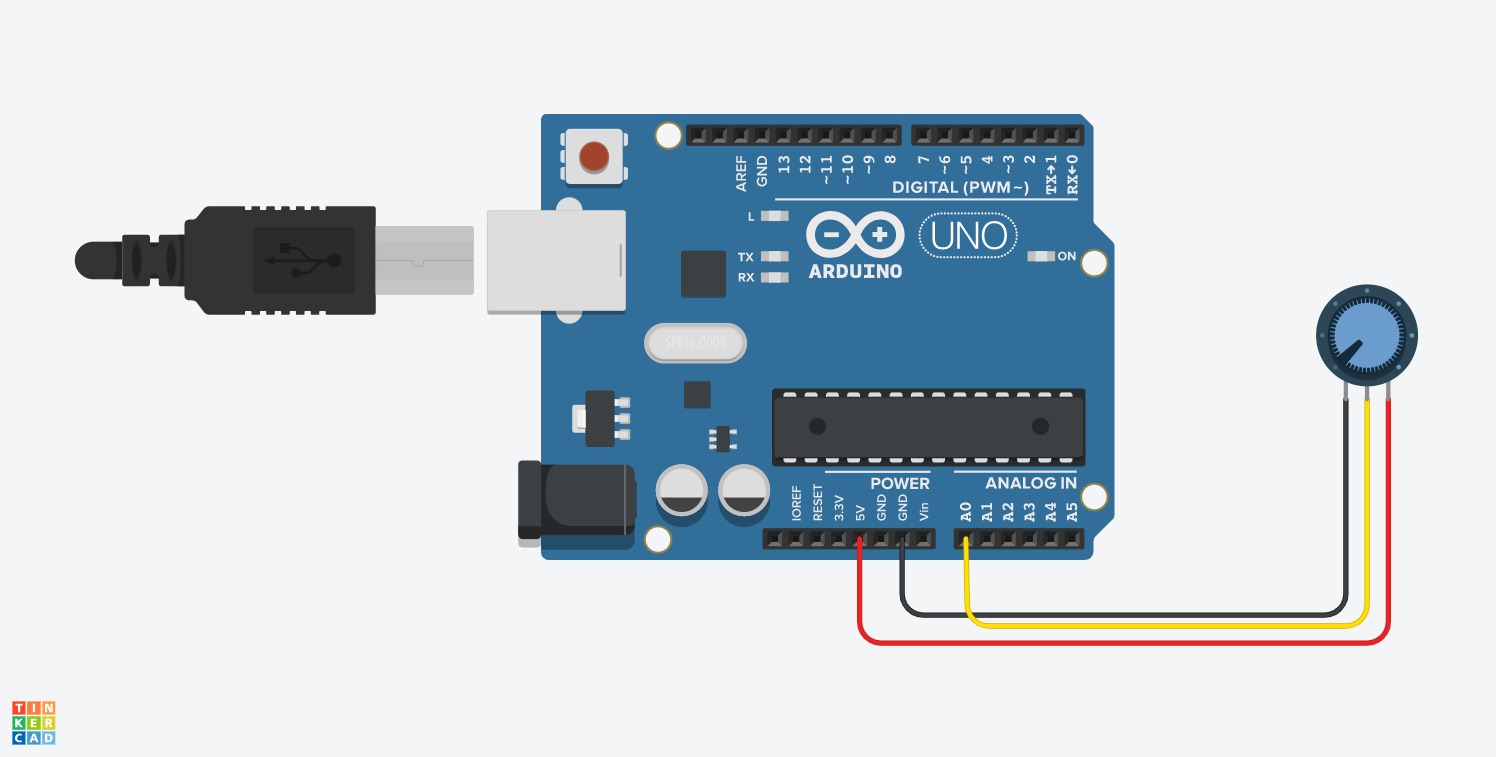 AREF
GND
13
12
~11
~10
~9
8
7
~6
~5
4
~3
2
TX→1
RX←0
DIGITAL (PWM~)
L
TX
RX
ARDUINO
UNO
ON
SPK16.000G
POWER
ANALOG IN
IOREF
RESET
3.3V
5V
GND
GND
Vin
A0
A1
A2
A3
A4
A5
TIN
KER
CAD